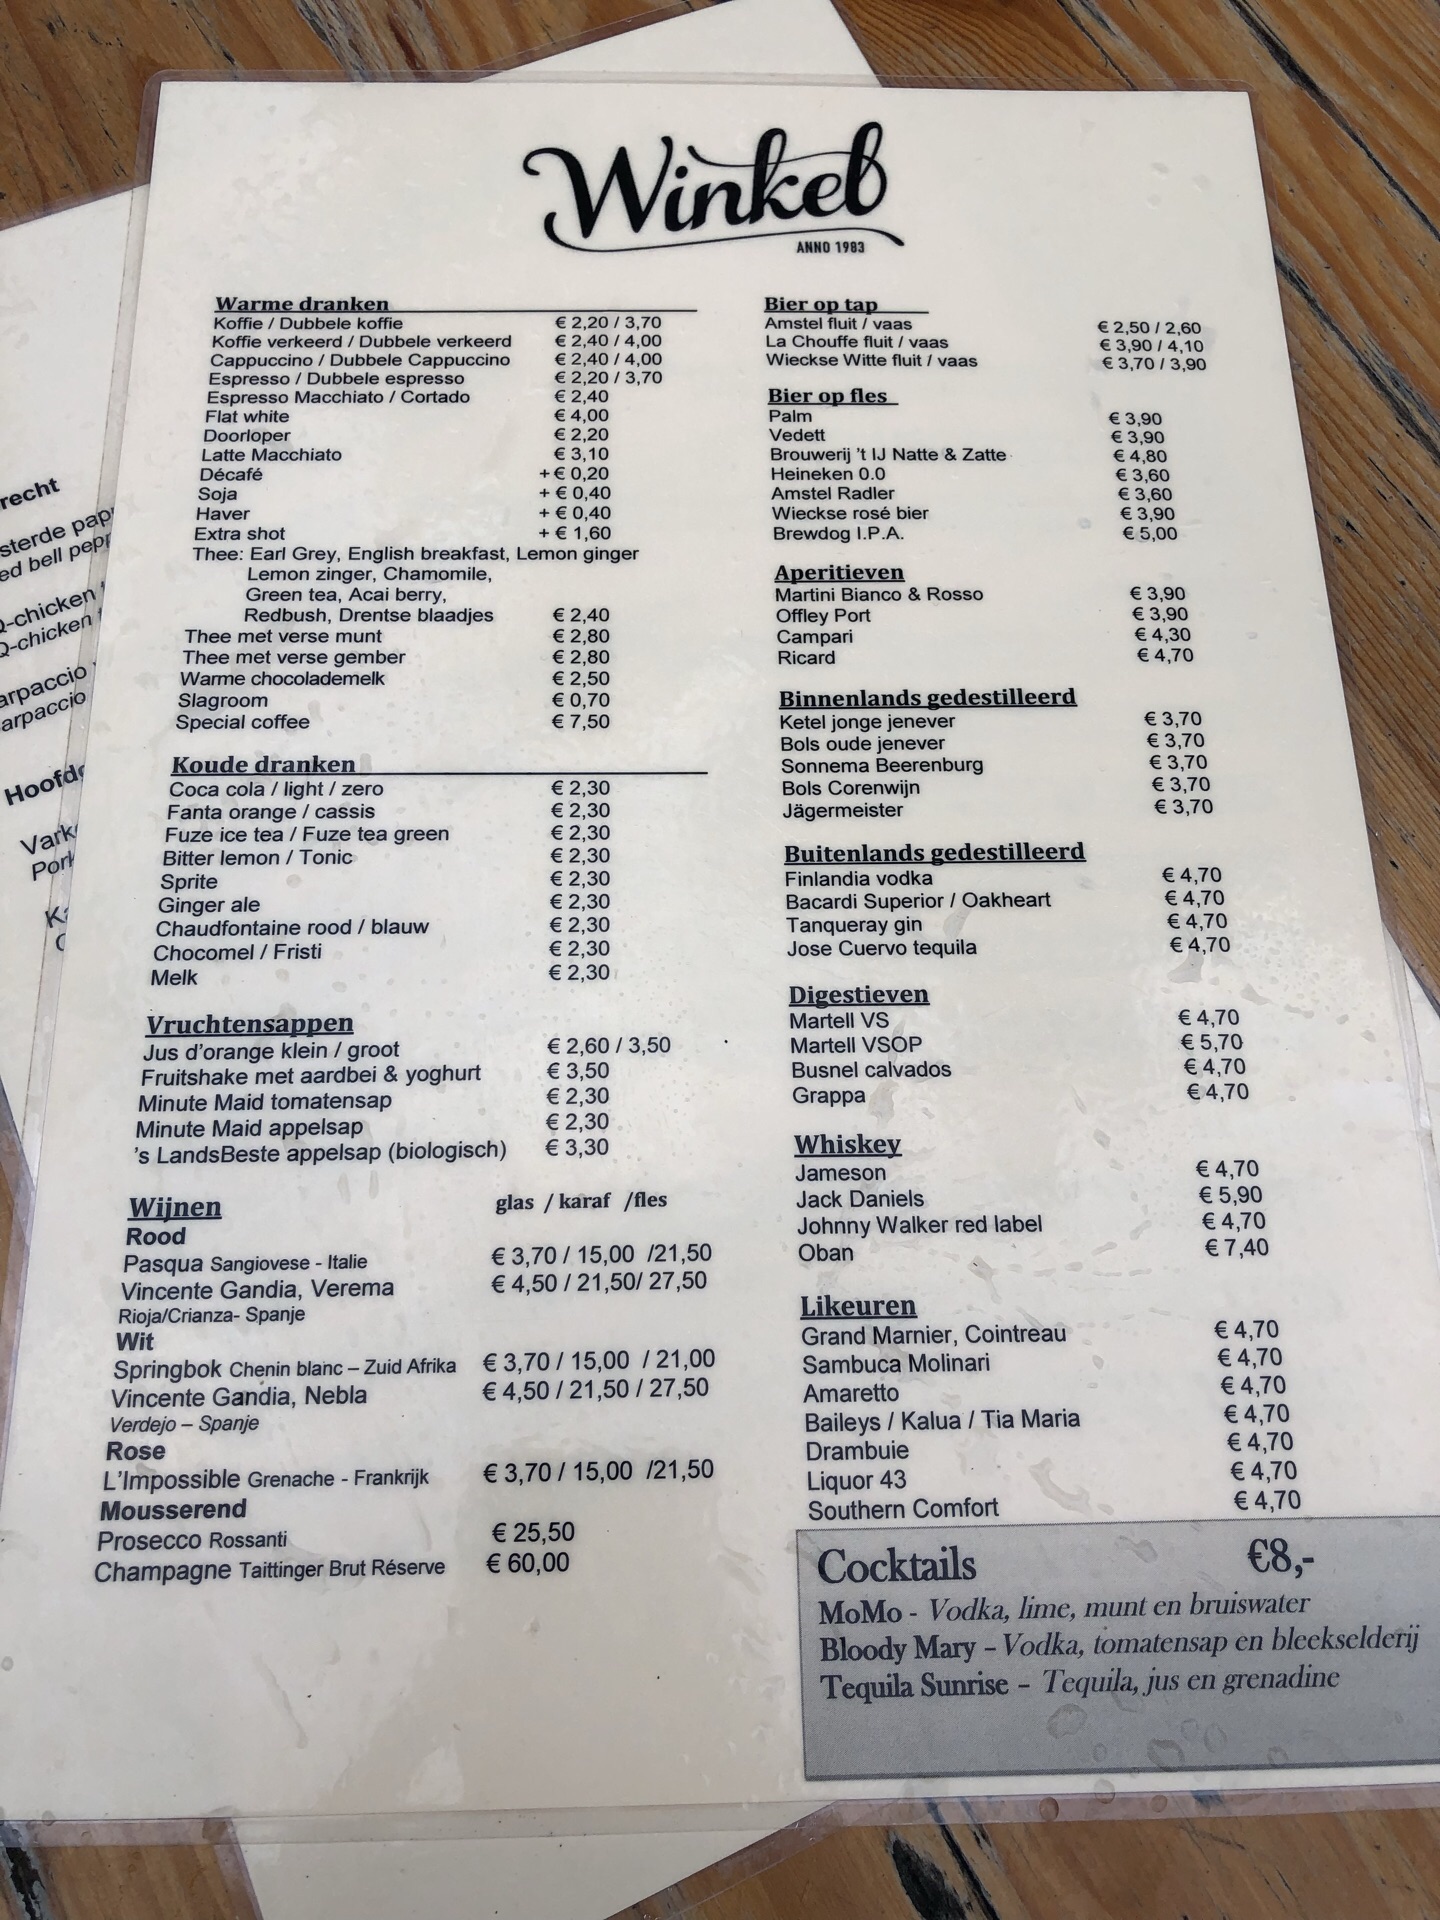 Winkel
ANNO 1983
Warme dranken
Koffie / Dubbele koffie € 2,20 / 3,70
Koffie verkeerd / Dubbele verkeerd € 2,40 / 4,00
Cappuccino / Dubbele Cappuccino € 2,40 / 4,00
Espresso / Dubbele espresso € 2,20 / 3,70
Espresso Macchiato / Cortado € 2,40
Flat white € 4,00
Doorloper € 2,20
Latte Macchiato € 3,10
Décafé + € 0,20
Soja + € 0,40
Haver + € 0,40
Extra shot + € 1,60
Thee: Earl Grey, English breakfast, Lemon ginger
Lemon zinger, Chamomile,
Green tea, Acai berry,
Redbush, Drentse blaadjes € 2,40
Thee met verse munt € 2,80
Thee met verse gember € 2,80
Warme chocolademelk € 2,50
Slagroom € 0,70
Special coffee € 7,50
Koude dranken
Coca cola / light / zero € 2,30
Fanta orange / cassis € 2,30
Fuze ice tea / Fuze tea green € 2,30
Bitter lemon / Tonic € 2,30
Sprite € 2,30
Ginger ale € 2,30
Chaudfontaine rood / blauw € 2,30
Chocomel / Fristi € 2,30
Melk € 2,30
Vruchtensappen
Jus d'orange klein / groot € 2,60 / 3,50
Fruitshake met aardbei & yoghurt € 3,50
Minute Maid tomatensap € 2,30
Minute Maid appelsap € 2,30
's LandsBeste appelsap (biologisch) € 3,30
Wijnen glas / karaf /fles
Rood
Pasqua Sangiovese - Italie € 3,70 / 15,00 /21,50
Vincente Gandia, Verema € 4,50 / 21,50/ 27,50
Rioja/Crianza- Spanje
Wit
Springbok Chenin blanc – Zuid Afrika € 3,70 / 15,00 / 21,00
Vincente Gandia, Nebla € 4,50 / 21,50 / 27,50
Verdejo – Spanje
Rose
L'Impossible Grenache - Frankrijk € 3,70 / 15,00 /21,50
Mousserend
Prosecco Rossanti € 25,50
Champagne Taittinger Brut Réserve € 60,00
Bier op tap
Amstel fluit / vaas € 2,50 / 2,60
La Chouffe fluit / vaas € 3,90 / 4,10
Wieckse Witte fluit / vaas € 3,70 / 3,90
Bier op fles
Palm € 3,90
Vedett € 3,90
Brouwerij 't IJ Natte & Zatte € 4,80
Heineken 0.0 € 3,60
Amstel Radler € 3,60
Wieckse rosé bier € 3,90
Brewdog I.P.A. € 5,00
Aperitieven
Martini Bianco & Rosso € 3,90
Offley Port € 3,90
Campari € 4,30
Ricard € 4,70
Binnenlands gedestilleerd
Ketel jonge jenever € 3,70
Bols oude jenever € 3,70
Sonnema Beerenburg € 3,70
Bols Corenwijn € 3,70
Jägermeister € 3,70
Buitenlands gedestilleerd
Finlandia vodka € 4,70
Bacardi Superior / Oakheart € 4,70
Tanqueray gin € 4,70
Jose Cuervo tequila € 4,70
Digestieven
Martell VS € 4,70
Martell VSOP € 5,70
Busnel calvados € 4,70
Grappa € 4,70
Whiskey
Jameson € 4,70
Jack Daniels € 5,90
Johnny Walker red label € 4,70
Oban € 7,40
Likeuren
Grand Marnier, Cointreau € 4,70
Sambuca Molinari € 4,70
Amaretto € 4,70
Baileys / Kalua / Tia Maria € 4,70
Drambuie € 4,70
Liquor 43 € 4,70
Southern Comfort € 4,70
Cocktails €8,-
MoMo - Vodka, lime, munt en bruiswater
Bloody Mary – Vodka, tomatensap en bleekselderij
Tequila Sunrise – Tequila, jus en grenadine
recht
sterde pap
ed bell pep
Q-chicken
Q-chicken
arpaccio
arpaccio
Hoofd
Vark
Pork